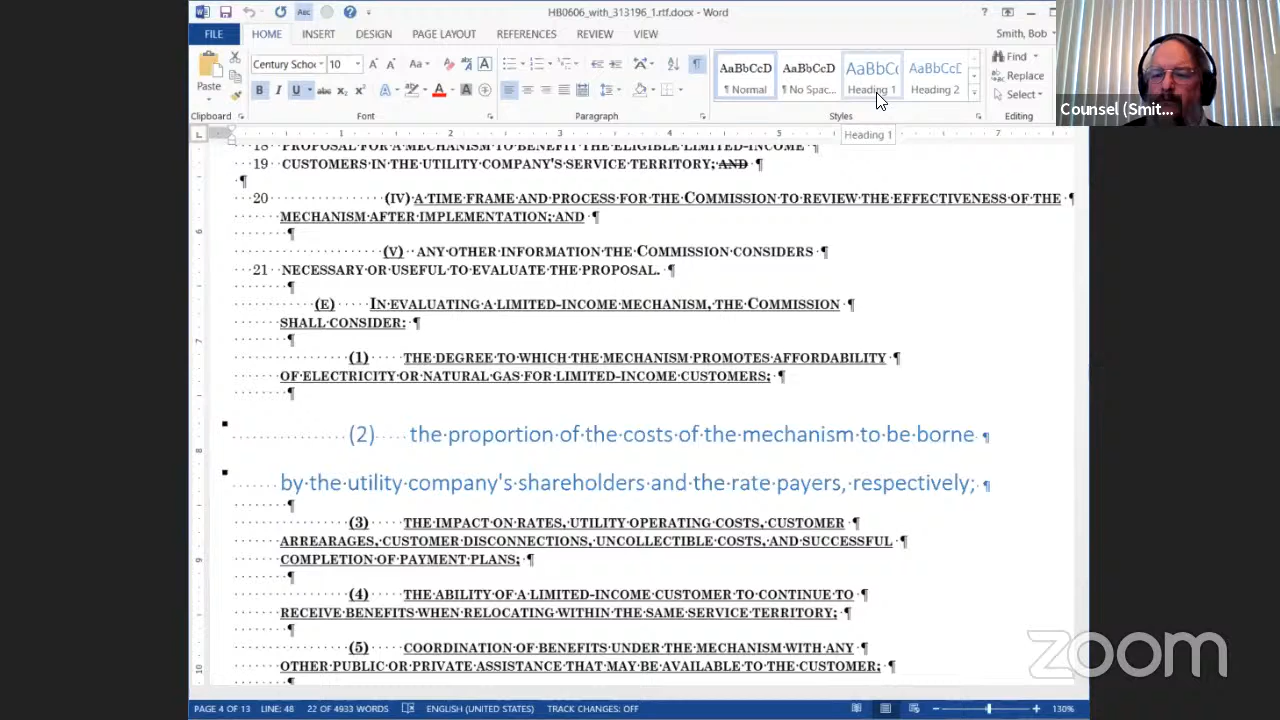 HB0606_with_313196_1.rtf.docx - Word
Smith, Bob
FILE HOME INSERT DESIGN PAGE LAYOUT REFERENCES REVIEW VIEW
Century Schoo 10
Paste
AaBbCcD AaBbCcD AaBbC( AaBbCcD
¶ Normal ¶ No Spac... Heading 1 Heading 2
Find
Replace
Select
Clipboard Font Paragraph Styles Editing
Heading 1
Counsel (Smit...
18 PROPOSAL FOR A MECHANISM TO BENEFIT THE ELIGIBLE LIMITED-INCOME ¶
19 CUSTOMERS IN THE UTILITY COMPANY'S SERVICE TERRITORY; AND ¶
20 (IV) A TIME FRAME AND PROCESS FOR THE COMMISSION TO REVIEW THE EFFECTIVENESS OF THE ¶
MECHANISM AFTER IMPLEMENTATION; AND ¶
(V) ANY OTHER INFORMATION THE COMMISSION CONSIDERS ¶
21 NECESSARY OR USEFUL TO EVALUATE THE PROPOSAL. ¶
(E) IN EVALUATING A LIMITED-INCOME MECHANISM, THE COMMISSION ¶
SHALL CONSIDER: ¶
(1) THE DEGREE TO WHICH THE MECHANISM PROMOTES AFFORDABILITY ¶
OF ELECTRICITY OR NATURAL GAS FOR LIMITED-INCOME CUSTOMERS; ¶
(2) the proportion of the costs of the mechanism to be borne ¶
by the utility company's shareholders and the rate payers, respectively; ¶
(3) THE IMPACT ON RATES, UTILITY OPERATING COSTS, CUSTOMER ¶
ARREARAGES, CUSTOMER DISCONNECTIONS, UNCOLLECTIBLE COSTS, AND SUCCESSFUL ¶
COMPLETION OF PAYMENT PLANS; ¶
(4) THE ABILITY OF A LIMITED-INCOME CUSTOMER TO CONTINUE TO ¶
RECEIVE BENEFITS WHEN RELOCATING WITHIN THE SAME SERVICE TERRITORY; ¶
(5) COORDINATION OF BENEFITS UNDER THE MECHANISM WITH ANY ¶
OTHER PUBLIC OR PRIVATE ASSISTANCE THAT MAY BE AVAILABLE TO THE CUSTOMER; ¶
zoom
PAGE 4 OF 13 LINE: 48 22 OF 4933 WORDS ENGLISH (UNITED STATES) TRACK CHANGES: OFF 130%